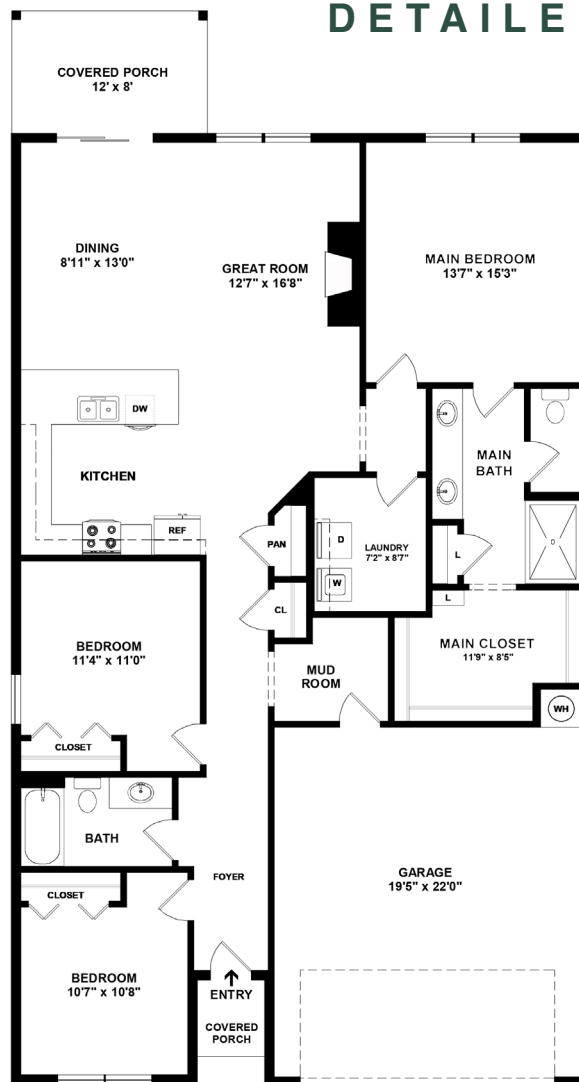 DETAILE
COVERED PORCH
12' x 8'
DINING
8'11" x 13'0"
GREAT ROOM
12'7" x 16'8"
MAIN BEDROOM
13'7" x 15'3"
DW
KITCHEN
REF
MAIN
BATH
PAN
D
LAUNDRY
7'2" x 8'7"
W
L
L
CL
BEDROOM
11'4" x 11'0"
MUD
ROOM
MAIN CLOSET
11'9" x 8'5"
WH
CLOSET
BATH
FOYER
GARAGE
19'5" x 22'0"
CLOSET
BEDROOM
10'7" x 10'8"
ENTRY
COVERED
PORCH